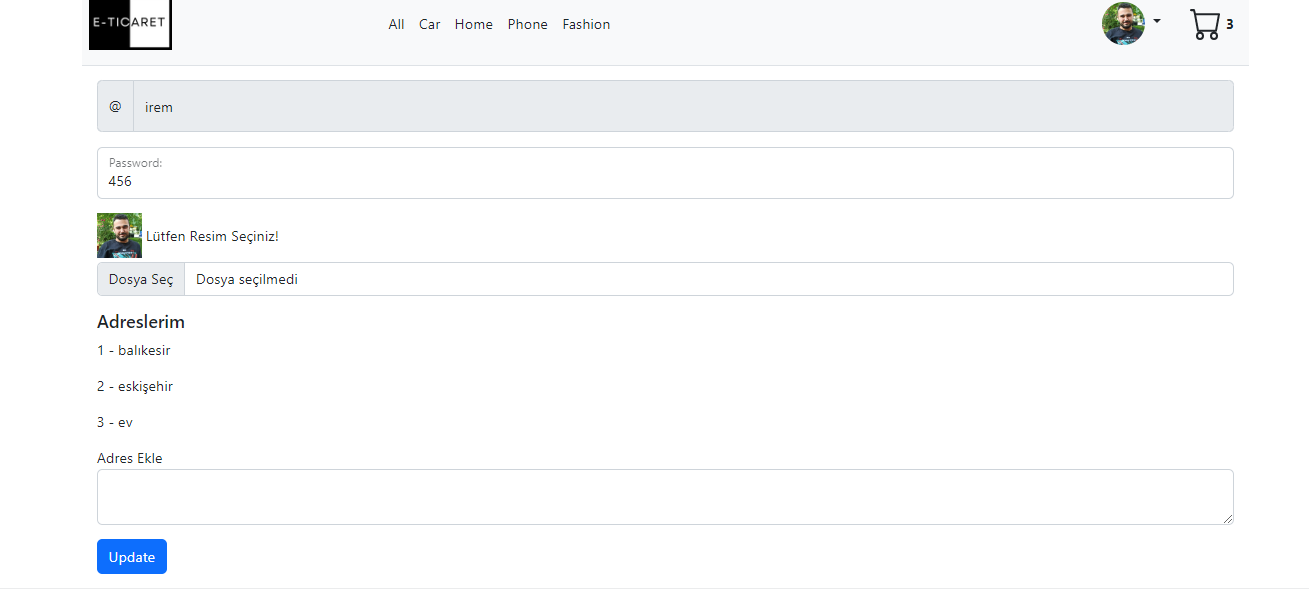 E-TICARET All Car Home Phone Fashion 3
@ irem
Password:
456
Lütfen Resim Seçiniz!
Dosya Seç Dosya seçilmedi
Adreslerim
1 - balıkesir
2 - eskişehir
3 - ev
Adres Ekle
Update